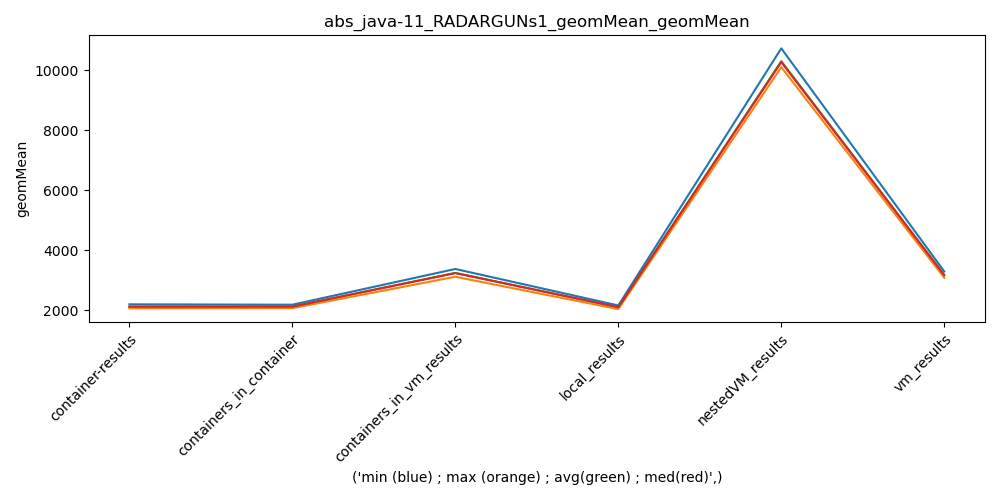 abs_java-11_RADARGUNs1_geomMean_geomMean
geomMean
10000
8000
6000
4000
2000
container-results
containers_in_container
containers_in_vm_results
local_results
nestedVM_results
vm_results
('min (blue) ; max (orange) ; avg(green) ; med(red)',)